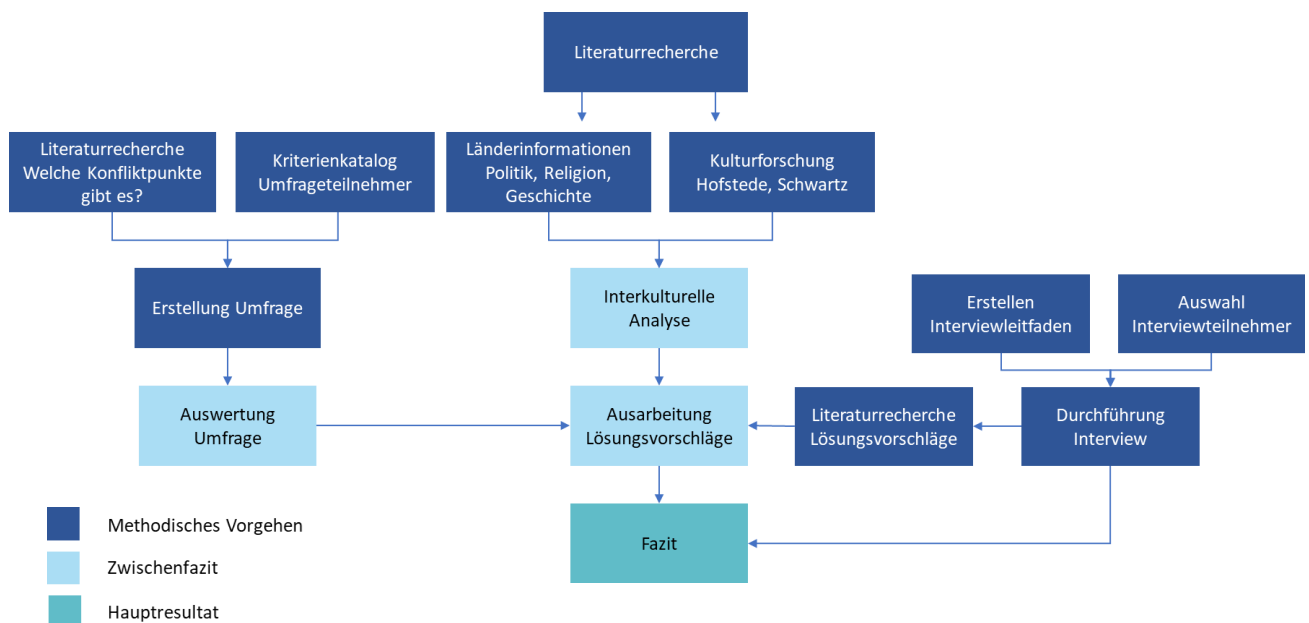 Literaturrecherche
Literaturrecherche
Welche Konfliktpunkte
gibt es?
Kriterienkatalog
Umfrageteilnehmer
Länderinformationen
Politik, Religion,
Geschichte
Kulturforschung
Hofstede, Schwartz
Erstellung Umfrage
Interkulturelle
Analyse
Erstellen
Interviewleitfaden
Auswahl
Interviewteilnehmer
Auswertung
Umfrage
Ausarbeitung
Lösungsvorschläge
Literaturrecherche
Lösungsvorschläge
Durchführung
Interview
Fazit
Methodisches Vorgehen
Zwischenfazit
Hauptresultat